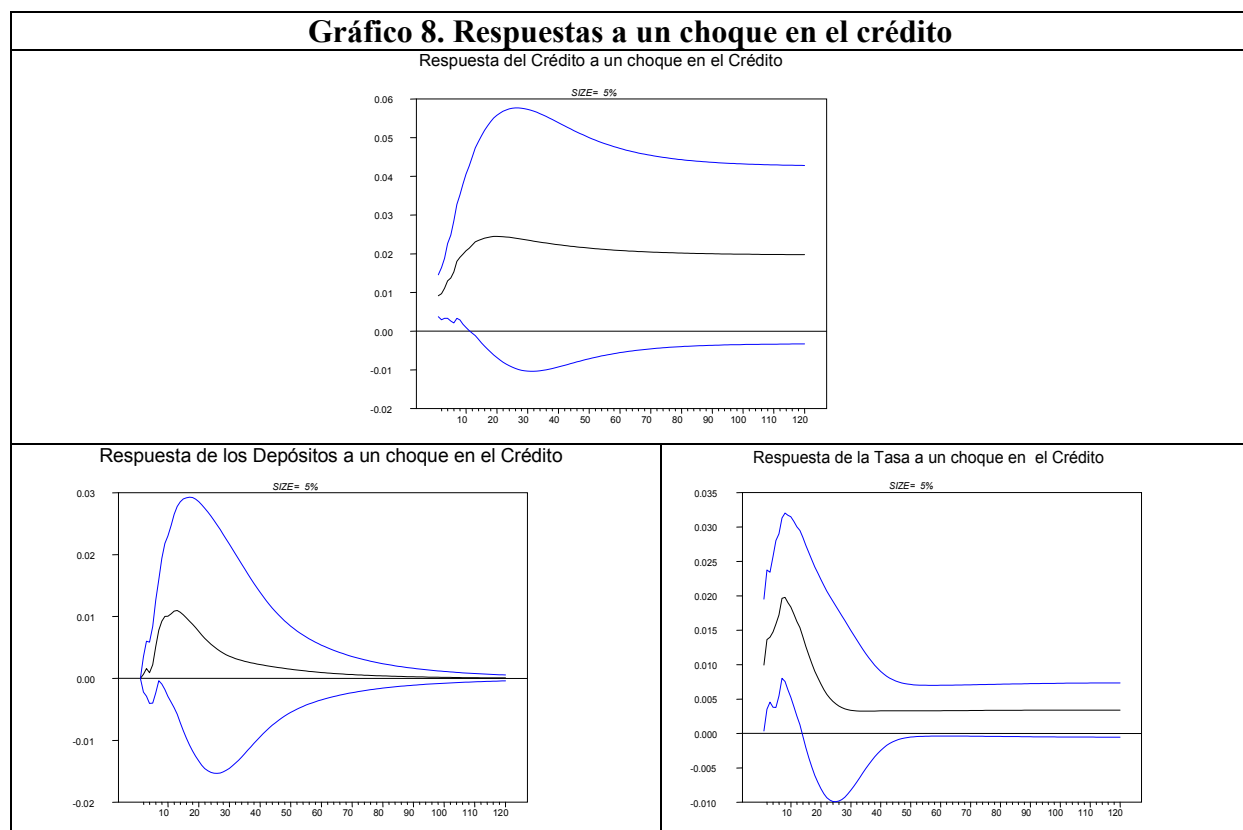 Gráfico 8. Respuestas a un choque en el crédito
Respuesta del Crédito a un choque en el Crédito
SIZE= 5%
0.06
0.05
0.04
0.03
0.02
0.01
0.00
-0.01
-0.02
10 20 30 40 50 60 70 80 90 100 110 120
Respuesta de los Depósitos a un choque en el Crédito
SIZE= 5%
0.03
0.02
0.01
0.00
-0.01
-0.02
10 20 30 40 50 60 70 80 90 100 110 120
Respuesta de la Tasa a un choque en el Crédito
SIZE= 5%
0.035
0.030
0.025
0.020
0.015
0.010
0.005
0.000
-0.005
-0.010
10 20 30 40 50 60 70 80 90 100 110 120